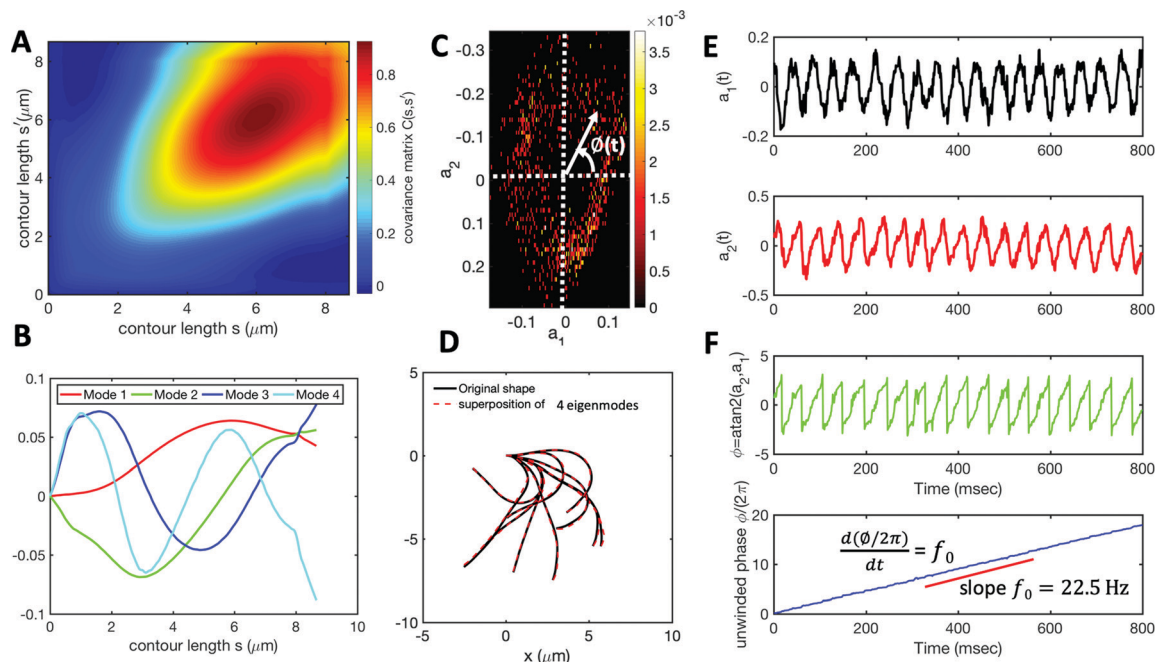 A
contour length s'(μm)
8
6
4
2
0
0
2
4
6
8
contour length s (μm)
0.8
0.6
0.4
0.2
0
covariance matrix C(s,s')
B
0.1
0.05
0
-0.05
-0.1
Mode 1
Mode 2
Mode 3
Mode 4
0
2
4
6
8
10
contour length s (μm)
C
×10⁻³
-0.3
-0.2
-0.1
0
0.1
0.2
a₂
Ø(t)
-0.1
0
0.1
a₁
3.5
3
2.5
2
1.5
1
0.5
0
D
Original shape
superposition of 4 eigenmodes
5
0
-5
-10
-5
0
5
10
x (μm)
E
a₁(t)
0.2
0
-0.2
0
200
400
600
800
a₂(t)
0.5
0
-0.5
0
200
400
600
800
F
ϕ=atan2(a₂,a₁)
5
0
-5
0
200
400
600
800
Time (msec)
unwinded phase ϕ/(2π)
20
10
0
d(Ø/2π)
dt
= f₀
slope f₀ = 22.5 Hz
0
200
400
600
800
Time (msec)